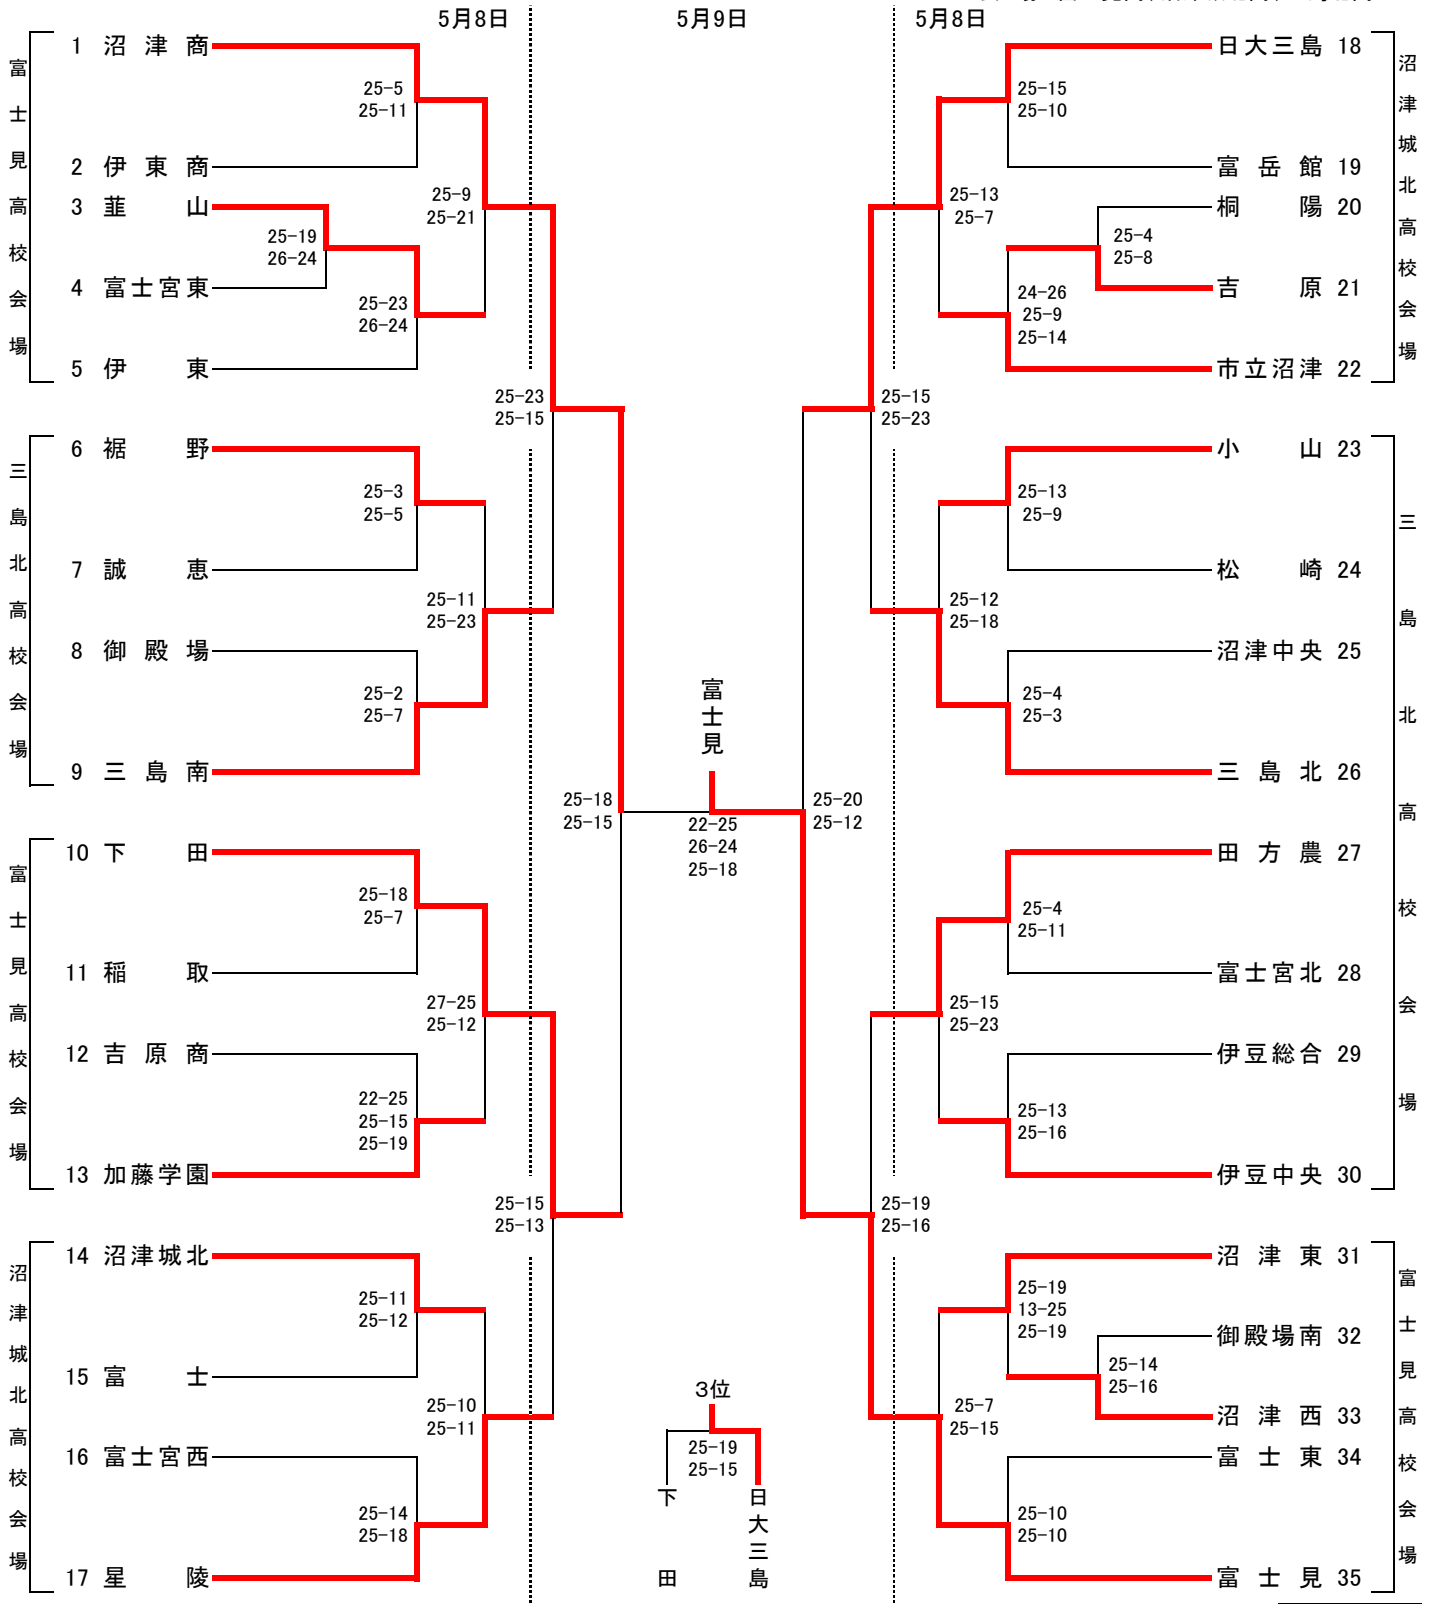 5月8日
5月9日
5月8日
富士見高校会場
1 沼津商
25-5
25-11
2 伊東商
25-9
25-21
3 韮山
25-19
26-24
4 富士宮東
25-23
26-24
5 伊東
25-23
25-15
三島北高校会場
6 裾野
25-3
25-5
7 誠恵
25-11
25-23
8 御殿場
25-2
25-7
9 三島南
25-18
25-15
富士見高校会場
10 下田
25-18
25-7
11 稲取
27-25
25-12
12 吉原商
22-25
25-15
25-19
13 加藤学園
25-15
25-13
沼津城北高校会場
14 沼津城北
25-11
25-12
15 富士
25-10
25-11
16 富士宮西
25-14
25-18
17 星陵
富士見
22-25
26-24
25-18
3位
25-19
25-15
下田
日大三島
沼津城北高校会場
日大三島 18
25-15
25-10
富岳館 19
25-13
25-7
桐陽 20
25-4
25-8
吉原 21
24-26
25-9
25-14
市立沼津 22
25-15
25-23
三島北高校会場
小山 23
25-13
25-9
松崎 24
25-12
25-18
沼津中央 25
25-4
25-3
三島北 26
25-20
25-12
田方農 27
25-4
25-11
富士宮北 28
25-15
25-23
伊豆総合 29
25-13
25-16
伊豆中央 30
25-19
25-16
富士見高校会場
沼津東 31
25-19
13-25
25-19
御殿場南 32
25-14
25-16
沼津西 33
25-7
25-15
富士東 34
25-10
25-10
富士見 35